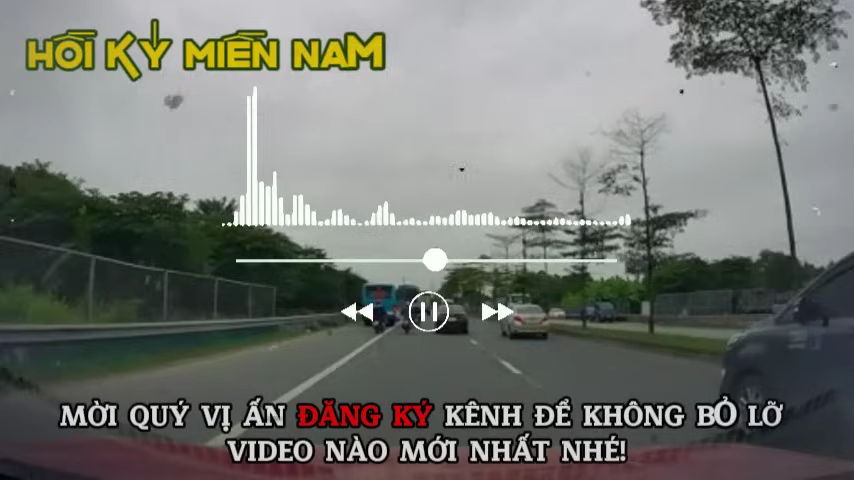 HỒI KÝ MIỀN NAM
MỜI QUÝ VỊ ẤN ĐĂNG KÝ KÊNH ĐỂ KHÔNG BỎ LỠ
VIDEO NÀO MỚI NHẤT NHÉ!